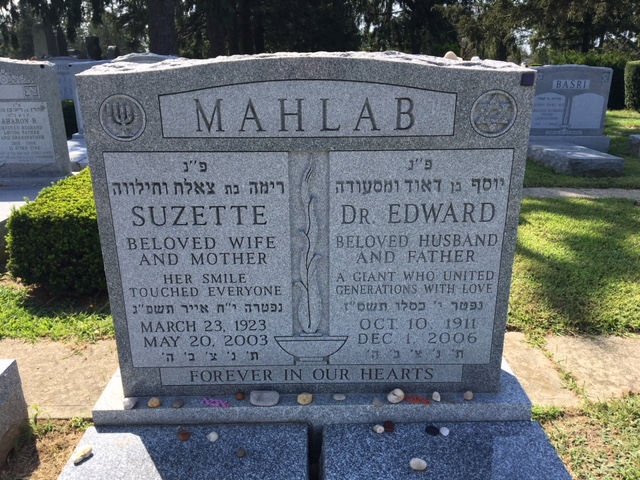 MAHLAB
פ״נ
רימה בת צאלח וחילווה
SUZETTE
BELOVED WIFE
AND MOTHER
HER SMILE
TOUCHED EVERYONE
נפטרה י״ח אייר תשס״ג
MARCH 23, 1923
MAY 20, 2003
ת׳ נ׳ צ׳ ב׳ ה׳
פ״נ
יוסף בן דאוד ומסעודה
DR. EDWARD
BELOVED HUSBAND
AND FATHER
A GIANT WHO UNITED
GENERATIONS WITH LOVE
נפטר י׳ כסלו תשס״ז
OCT 10, 1911
DEC 1, 2006
ת׳ נ׳ צ׳ ב׳ ה׳
FOREVER IN OUR HEARTS
BASRI
AHARON H.